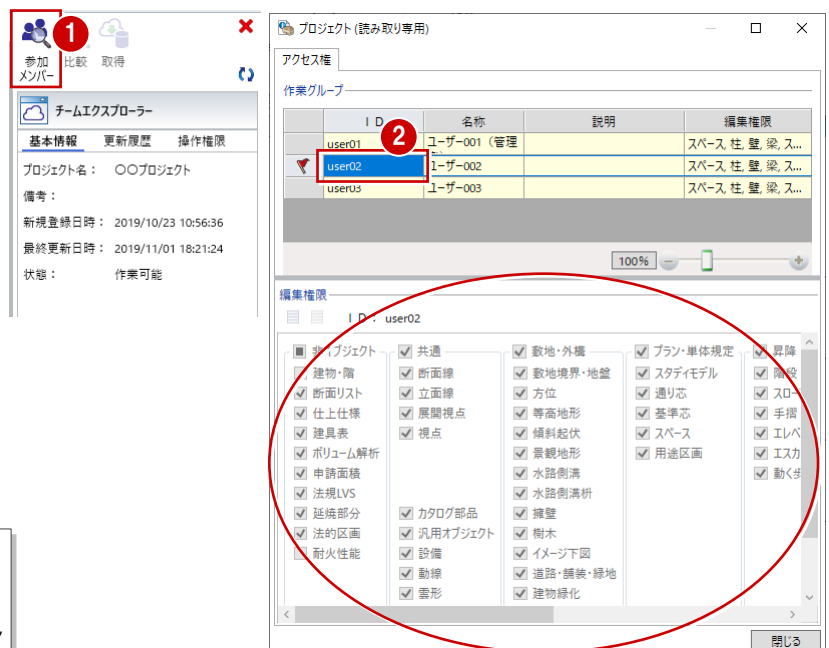 1
参加
メンバー
比較
取得
チームエクスプローラー
基本情報 更新履歴 操作権限
プロジェクト名： 〇〇プロジェクト
備考：
新規登録日時： 2019/10/23 10:56:36
最終更新日時： 2019/11/01 18:21:24
状態： 作業可能
プロジェクト (読み取り専用)
アクセス権
作業グループ
ＩＤ 名称 説明 編集権限
2
user01 ユーザー001（管理 スペース, 柱, 壁, 梁, ス...
user02 ユーザー002 スペース, 柱, 壁, 梁, ス...
user03 ユーザー003 スペース, 柱, 壁, 梁, ス...
100%
編集権限
ＩＤ： user02
非オブジェクト 共通 敷地・外構 プラン・単体規定 昇降
建物・階 断面線 敷地境界・地盤 スタディモデル 階段
断面リスト 立面線 方位 通り芯 スロー
仕上仕様 展開視点 等高地形 基準芯 手摺
建具表 視点 傾斜起伏 スペース エレベ
ボリューム解析 景観地形 用途区画 エスカ
申請面積 水路側溝 動く歩
法規LVS 水路側溝枡
延焼部分 カタログ部品 擁壁
法的区画 汎用オブジェクト 樹木
耐火性能 設備 イメージ下図
動線 道路・舗装・緑地
雲形 建物緑化
閉じる